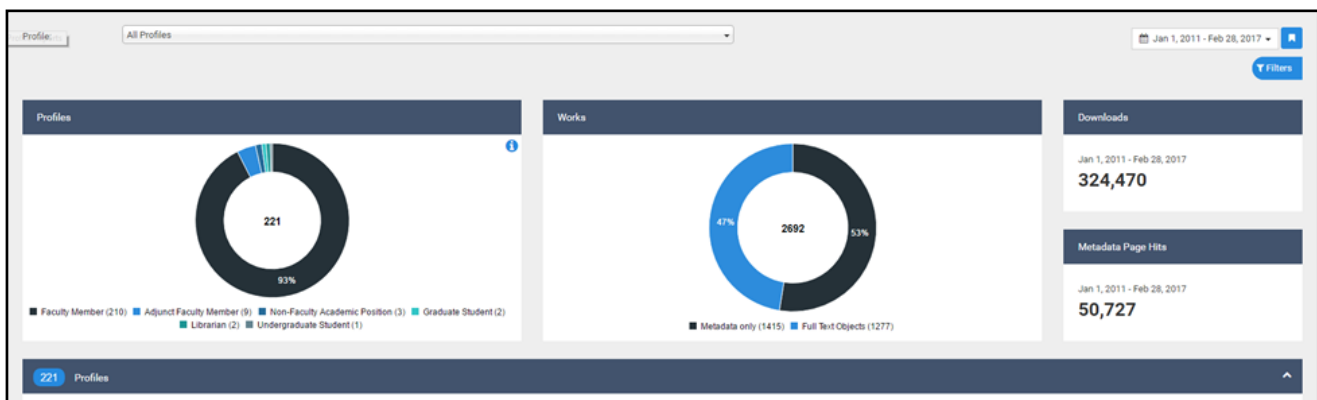 Profile:
All Profiles
Jan 1, 2011 - Feb 28, 2017
Filters
Profiles
221
93%
Faculty Member (210) Adjunct Faculty Member (9) Non-Faculty Academic Position (3) Graduate Student (2)
Librarian (2) Undergraduate Student (1)
Works
47%
2692
53%
Metadata only (1415) Full Text Objects (1277)
Downloads
Jan 1, 2011 - Feb 28, 2017
324,470
Metadata Page Hits
Jan 1, 2011 - Feb 28, 2017
50,727
221 Profiles